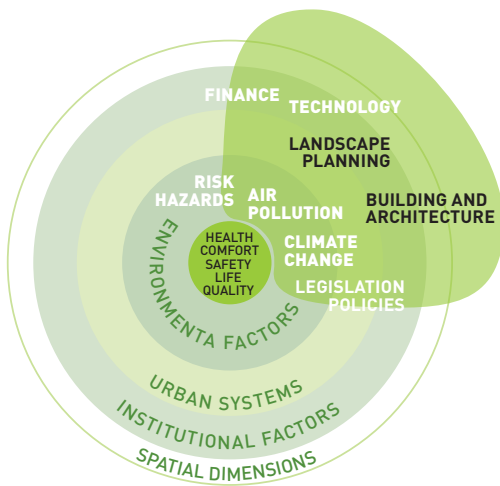 FINANCE
TECHNOLOGY
LANDSCAPE
PLANNING
RISK
HAZARDS
AIR
POLLUTION
BUILDING AND
ARCHITECTURE
HEALTH
COMFORT
SAFETY
LIFE
QUALITY
CLIMATE
CHANGE
LEGISLATION
POLICIES
ENVIRONMENTA FACTORS
URBAN SYSTEMS
INSTITUTIONAL FACTORS
SPATIAL DIMENSIONS